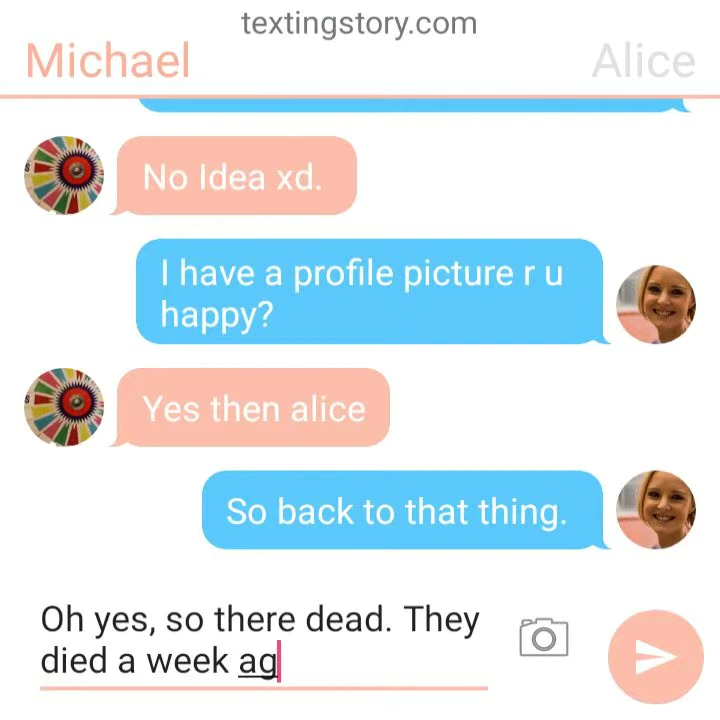 textingstory.com
Michael
Alice
No Idea xd.
I have a profile picture r u
happy?
Yes then alice
So back to that thing.
Oh yes, so there dead. They
died a week ag